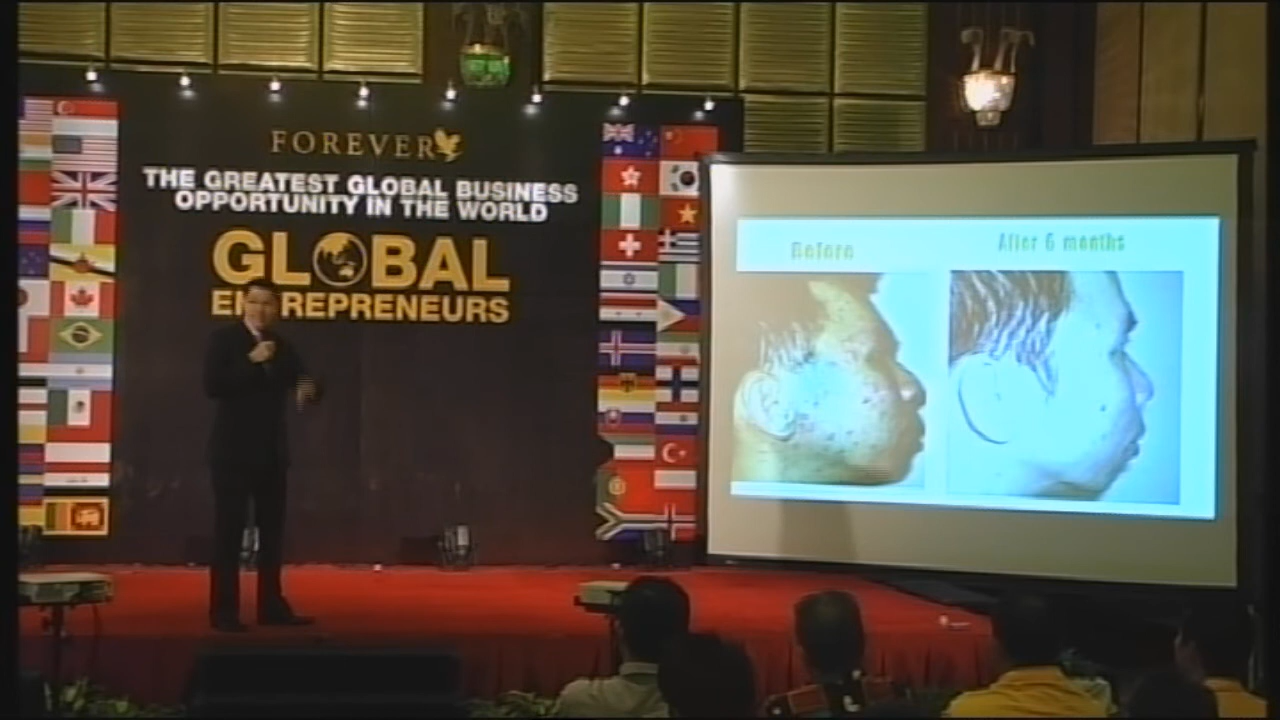 FOREVER
THE GREATEST GLOBAL BUSINESS
OPPORTUNITY IN THE WORLD
GLOBAL
ENTREPRENEURS
Before
After 6 months